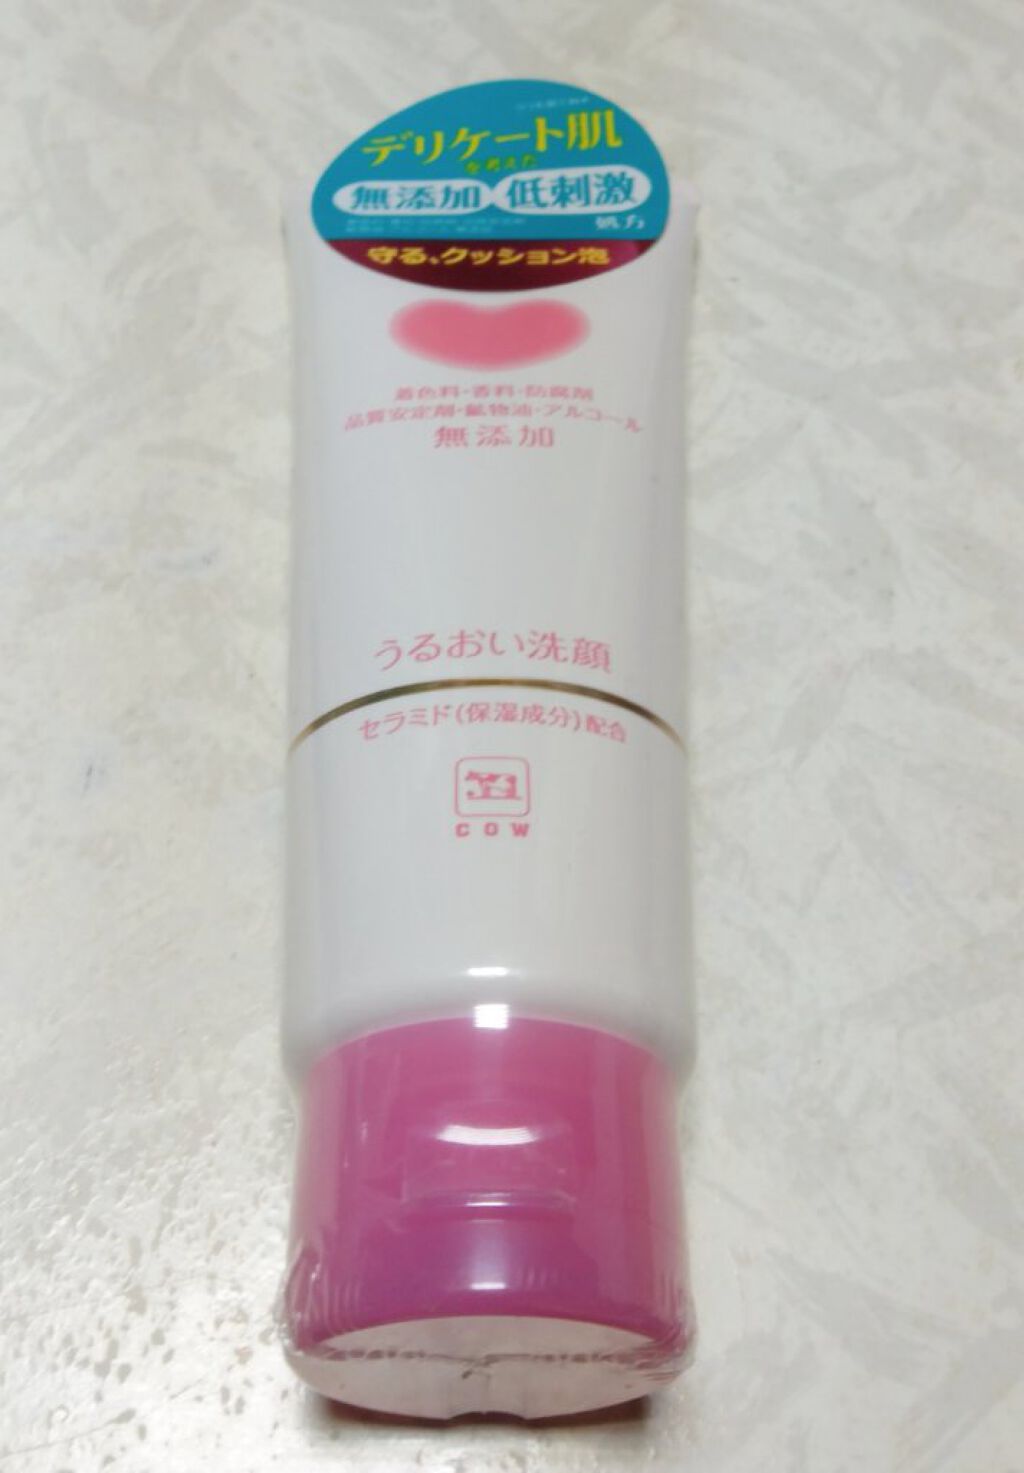 デリケート肌
を考えた
無添加 低刺激
処方
守る、クッション泡
着色料・香料・防腐剤
品質安定剤・鉱物油・アルコール
無添加
うるおい洗顔
セラミド(保湿成分)配合
COW